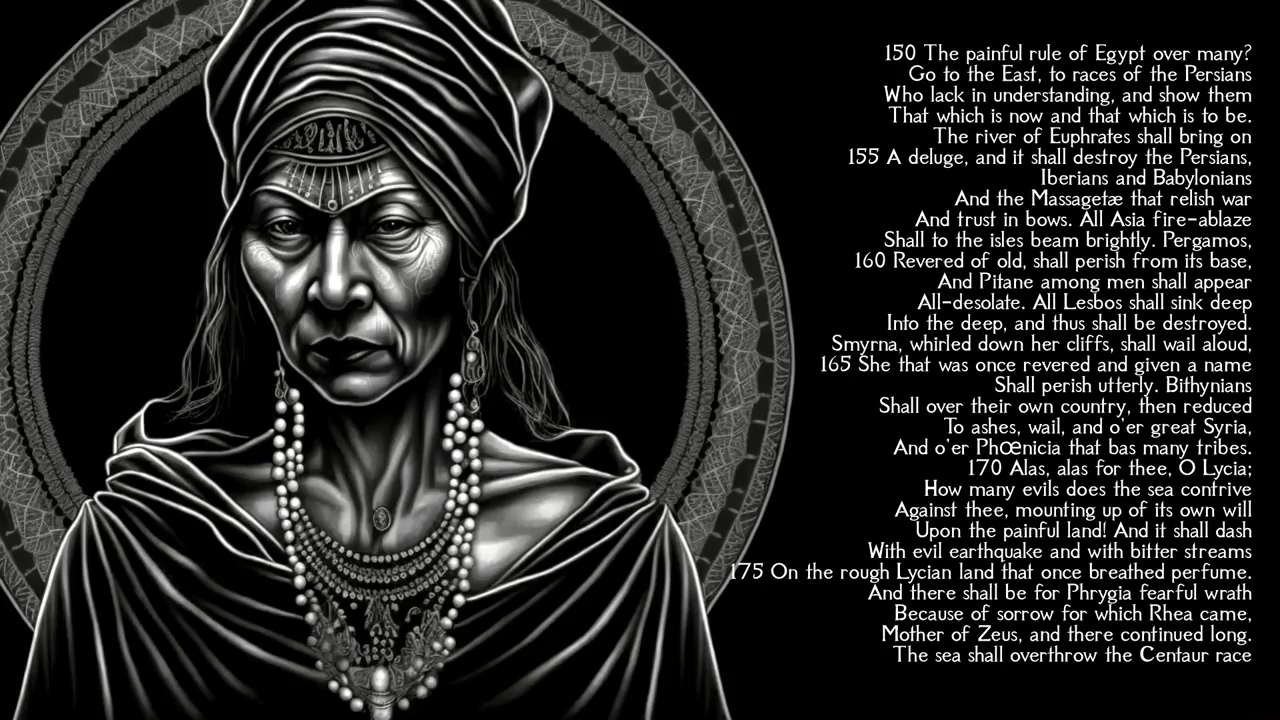 150 The painful rule of Egypt over many?
Go to the East, to races of the Persians
Who lack in understanding, and show them
That which is now and that which is to be.
The river of Euphrates shall bring on
155 A deluge, and it shall destroy the Persians,
Iberians and Babylonians
And the Massagetæ that relish war
And trust in bows. All Asia fire-ablaze
Shall to the isles beam brightly. Pergamos,
160 Revered of old, shall perish from its base,
And Pitane among men shall appear
All-desolate. All Lesbos shall sink deep
Into the deep, and thus shall be destroyed.
Smyrna, whirled down her cliffs, shall wail aloud,
165 She that was once revered and given a name
Shall perish utterly. Bithynians
Shall over their own country, then reduced
To ashes, wail, and o'er great Syria,
And o'er Phœnicia that bas many tribes.
170 Alas, alas for thee, O Lycia;
How many evils does the sea contrive
Against thee, mounting up of its own will
Upon the painful land! And it shall dash
With evil earthquake and with bitter streams
175 On the rough Lycian land that once breathed perfume.
And there shall be for Phrygia fearful wrath
Because of sorrow for which Rhea came,
Mother of Zeus, and there continued long.
The sea shall overthrow the Centaur race